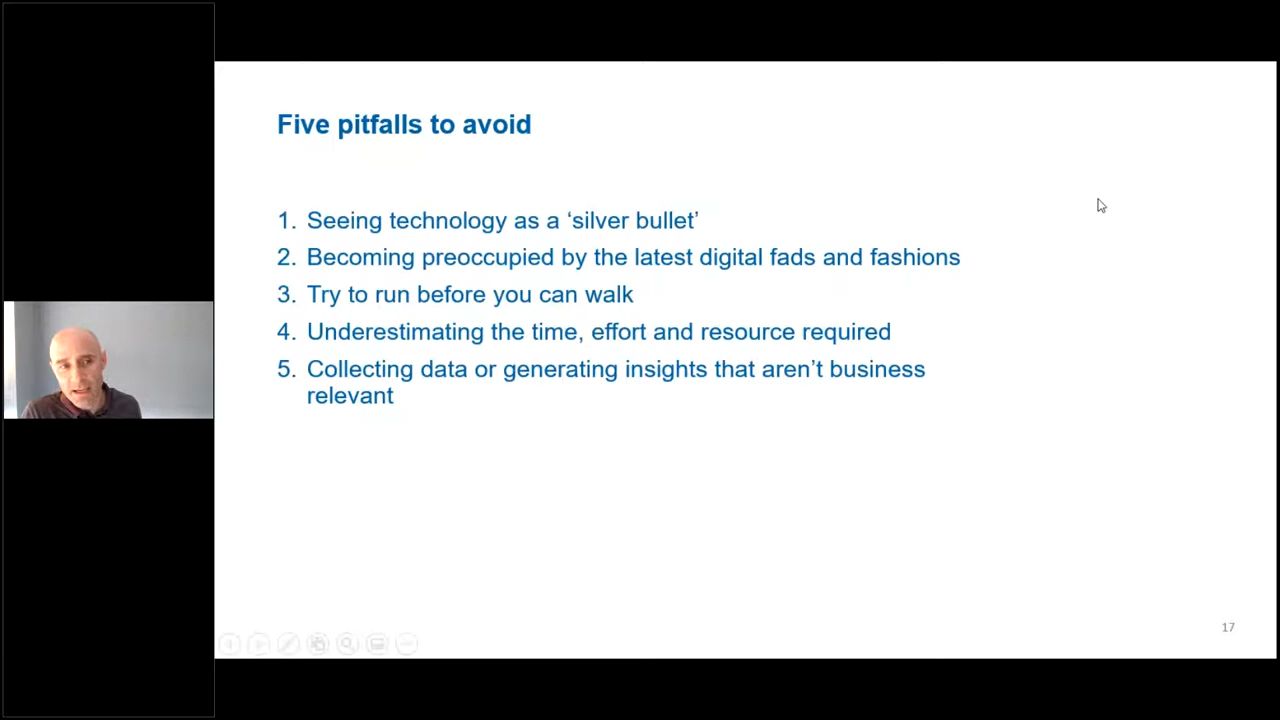 Five pitfalls to avoid
1. Seeing technology as a ‘silver bullet’
2. Becoming preoccupied by the latest digital fads and fashions
3. Try to run before you can walk
4. Underestimating the time, effort and resource required
5. Collecting data or generating insights that aren’t business
relevant
17